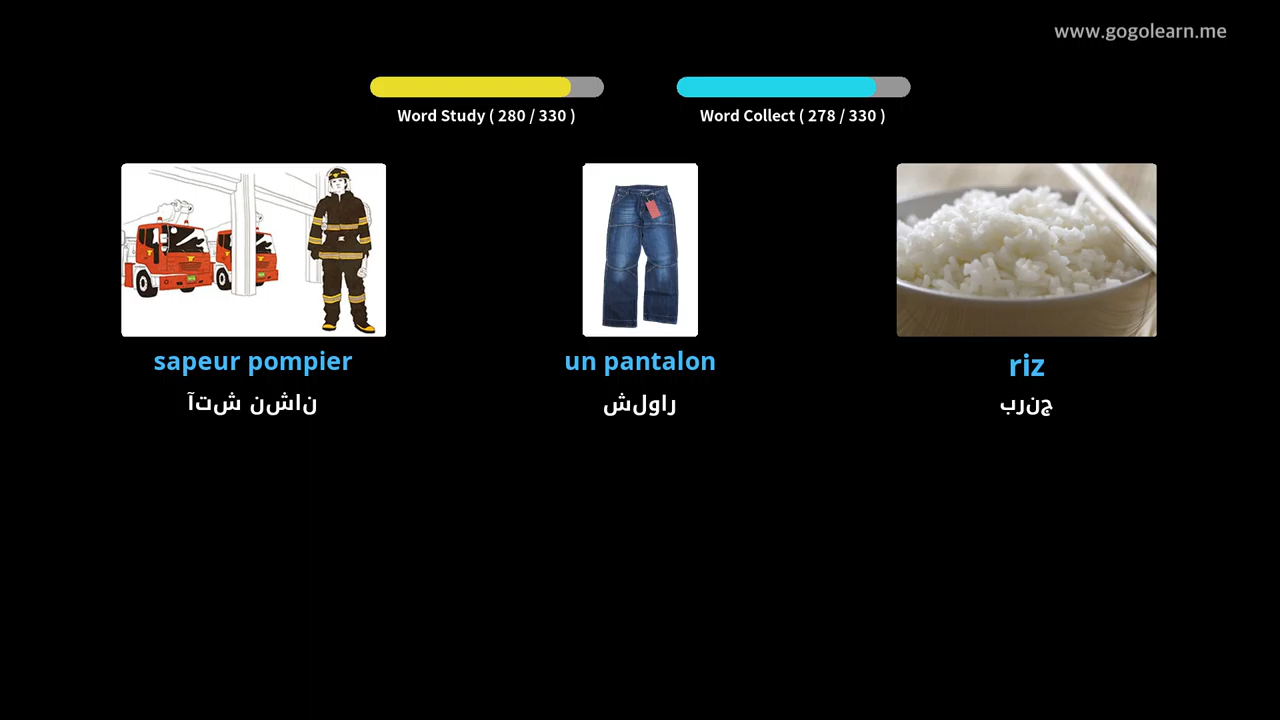 www.gogolearn.me
Word Study ( 280 / 330 )
Word Collect ( 278 / 330 )
sapeur pompier
ناشن شتآ
un pantalon
راولش
riz
جنرب